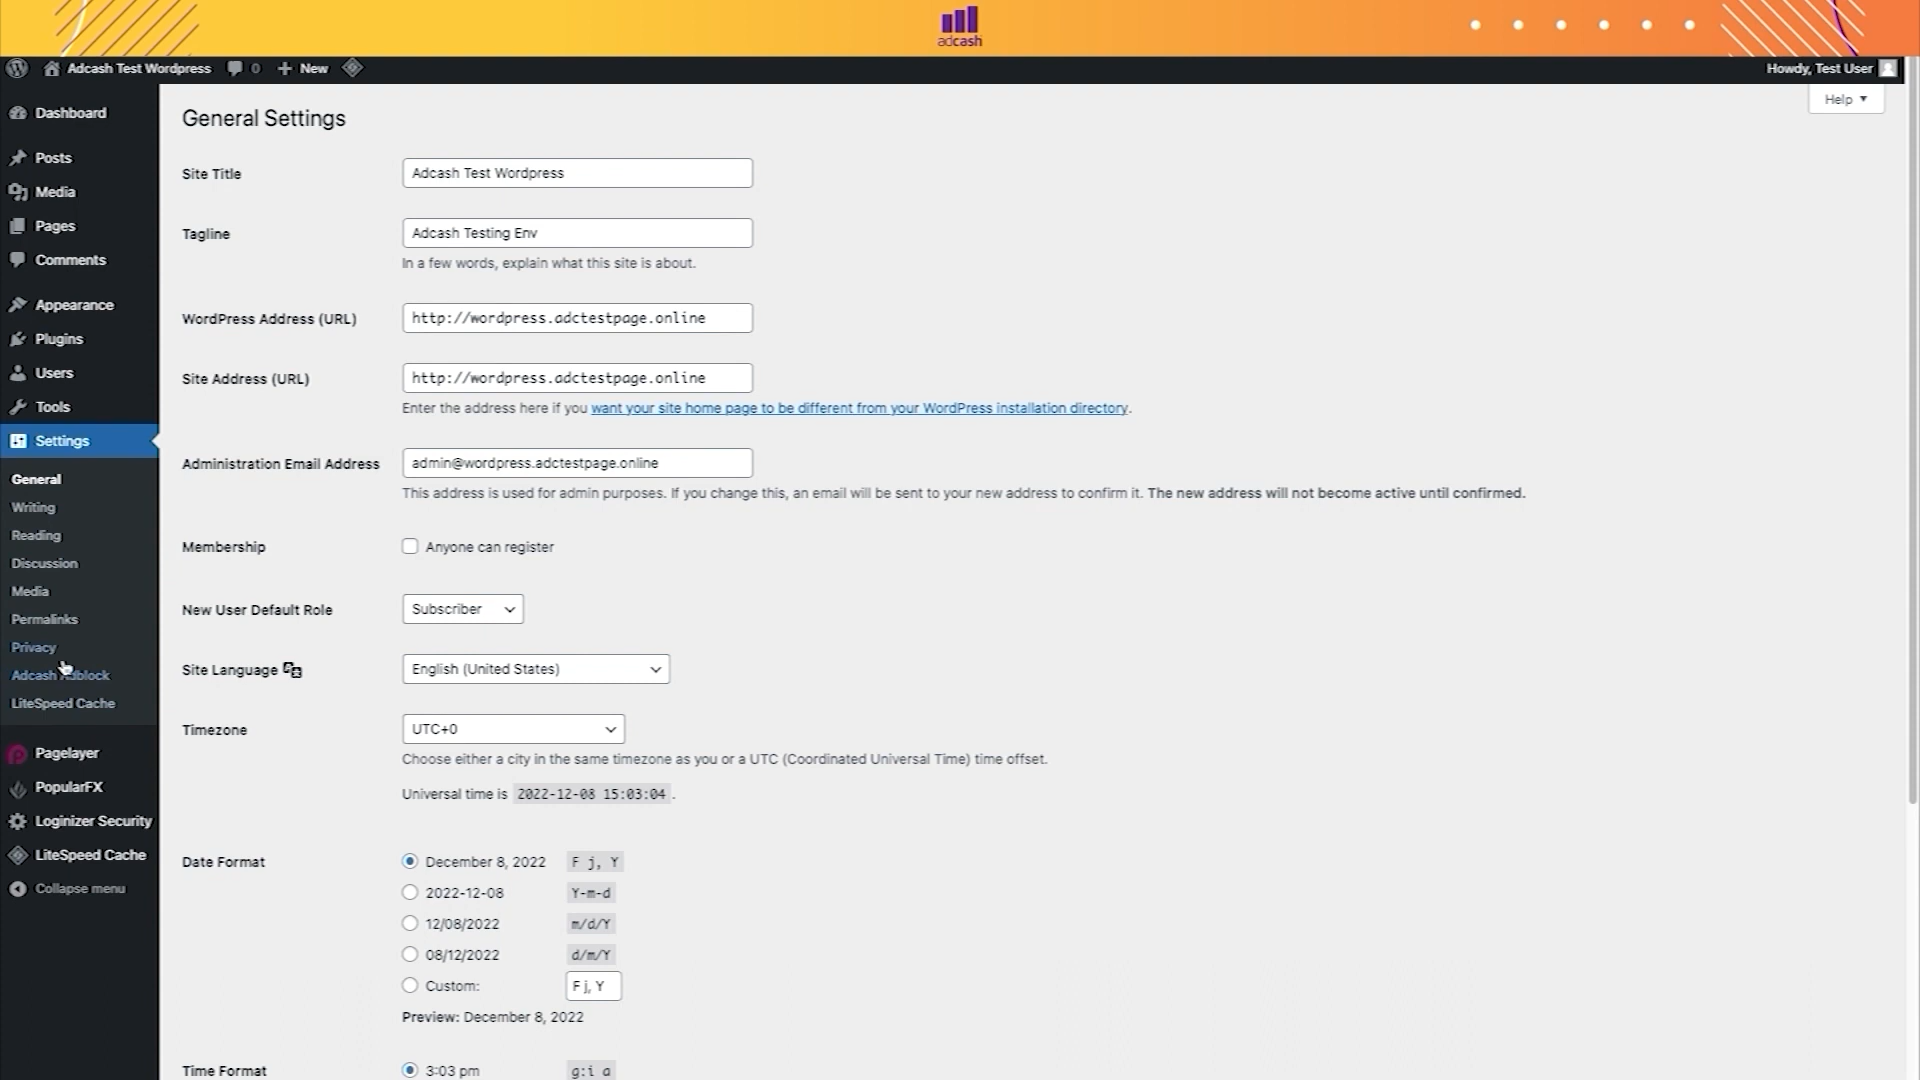 adcash
Adcash Test Wordpress 0 New Howdy, Test User
Help
Dashboard
Posts
Media
Pages
Comments
Appearance
Plugins
Users
Tools
Settings
General
Writing
Reading
Discussion
Media
Permalinks
Privacy
Adcash Adblock
LiteSpeed Cache
Pagelayer
PopularFX
Loginizer Security
LiteSpeed Cache
Collapse menu
General Settings
Site Title Adcash Test Wordpress
Tagline Adcash Testing Env
In a few words, explain what this site is about.
WordPress Address (URL) http://wordpress.adctestpage.online
Site Address (URL) http://wordpress.adctestpage.online
Enter the address here if you want your site home page to be different from your WordPress installation directory.
Administration Email Address admin@wordpress.adctestpage.online
This address is used for admin purposes. If you change this, an email will be sent to your new address to confirm it. The new address will not become active until confirmed.
Membership Anyone can register
New User Default Role Subscriber
Site Language English (United States)
Timezone UTC+0
Choose either a city in the same timezone as you or a UTC (Coordinated Universal Time) time offset.
Universal time is 2022-12-08 15:03:04 .
Date Format December 8, 2022 F j, Y
2022-12-08 Y-m-d
12/08/2022 m/d/Y
08/12/2022 d/m/Y
Custom: F j, Y
Preview: December 8, 2022
Time Format 3:03 pm g:i a